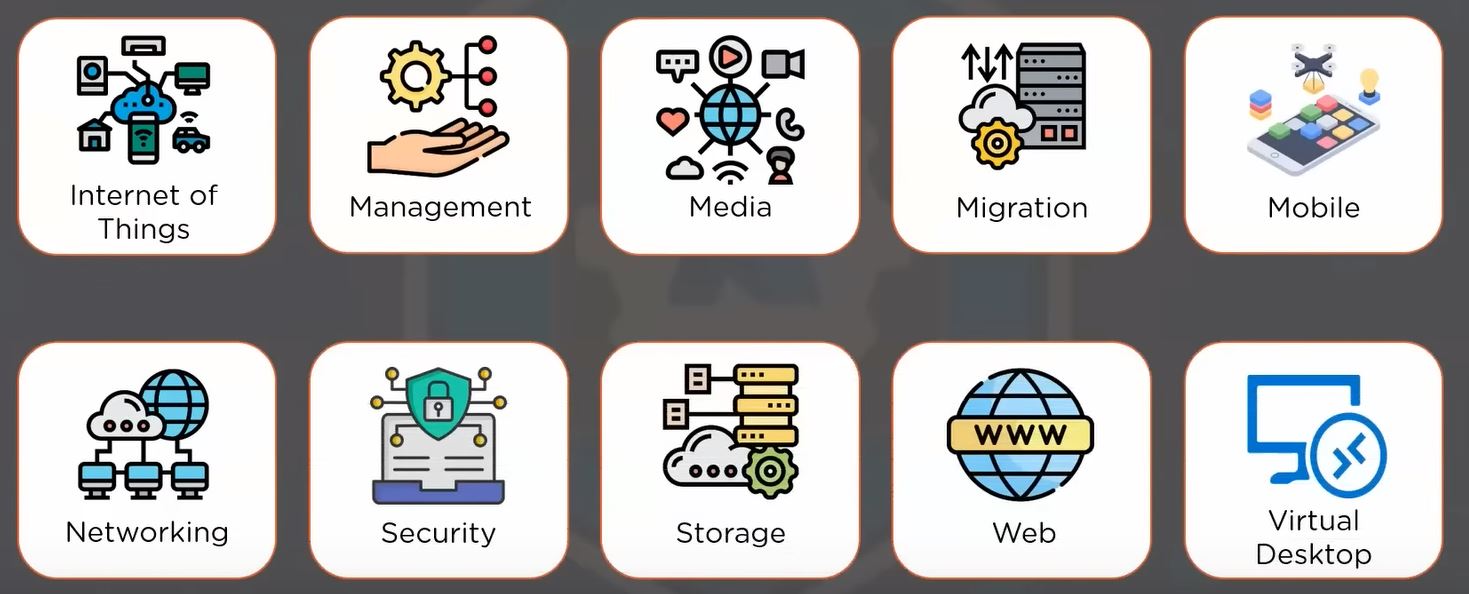 Internet of
Things
Management
Media
Migration
Mobile
WWW
Networking
Security
Storage
Web
Virtual
Desktop